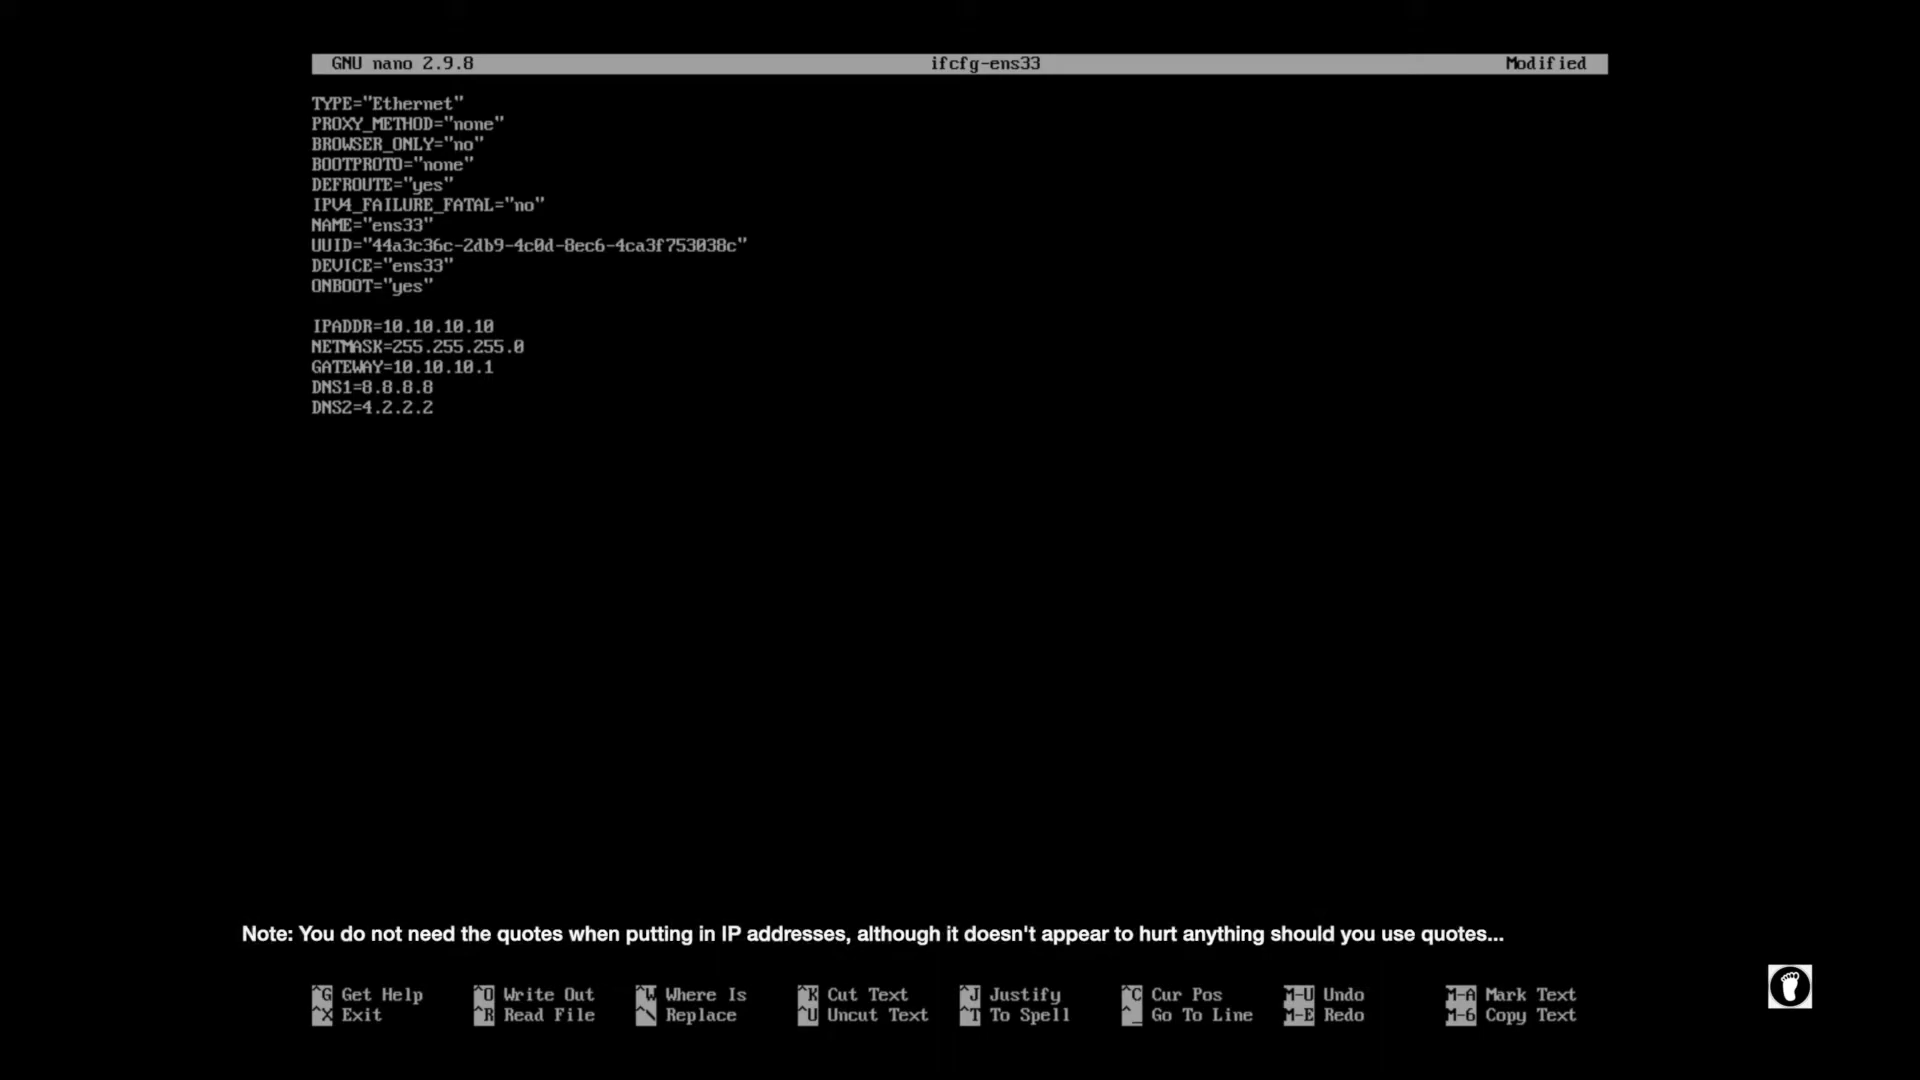 GNU nano 2.9.8 ifcfg-ens33 Modified
TYPE="Ethernet"
PROXY_METHOD="none"
BROWSER_ONLY="no"
BOOTPROTO="none"
DEFROUTE="yes"
IPV4_FAILURE_FATAL="no"
NAME="ens33"
UUID="44a3c36c-2db9-4c0d-8ec6-4ca3f753038c"
DEVICE="ens33"
ONBOOT="yes"
IPADDR=10.10.10.10
NETMASK=255.255.255.0
GATEWAY=10.10.10.1
DNS1=8.8.8.8
DNS2=4.2.2.2
Note: You do not need the quotes when putting in IP addresses, although it doesn't appear to hurt anything should you use quotes...
^G Get Help ^O Write Out ^W Where Is ^K Cut Text ^J Justify ^C Cur Pos M-U Undo M-A Mark Text
^X Exit ^R Read File ^\ Replace ^U Uncut Text ^T To Spell ^_ Go To Line M-E Redo M-6 Copy Text